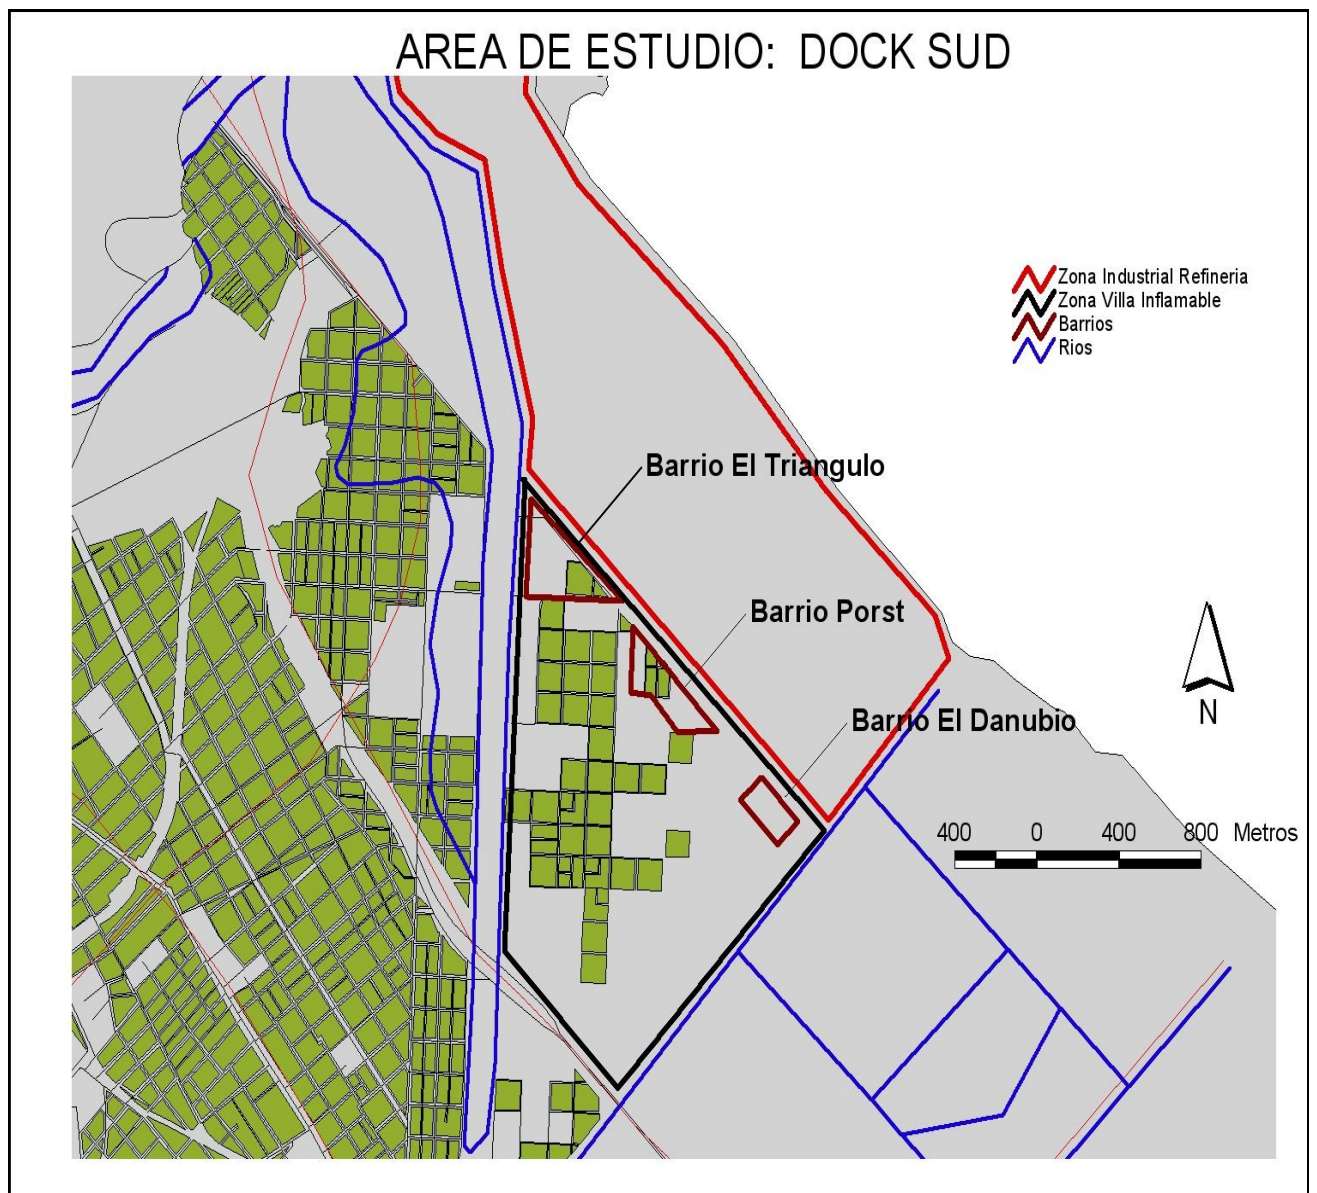 AREA DE ESTUDIO: DOCK SUD
Zona Industrial Refineria
Zona Villa Inflamable
Barrios
Rios
Barrio El Triangulo
Barrio Porst
Barrio El Danubio
N
400 0 400 800 Metros